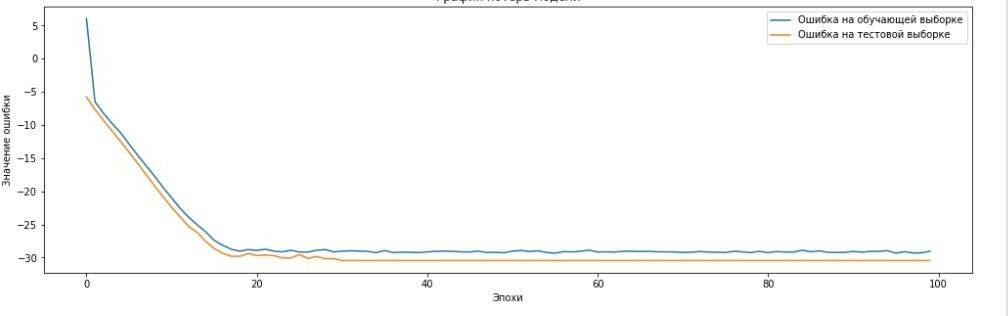 Ошибка на обучающей выборке
Ошибка на тестовой выборке
Значение ошибки
5
0
−5
−10
−15
−20
−25
−30
0 20 40 60 80 100
Эпохи